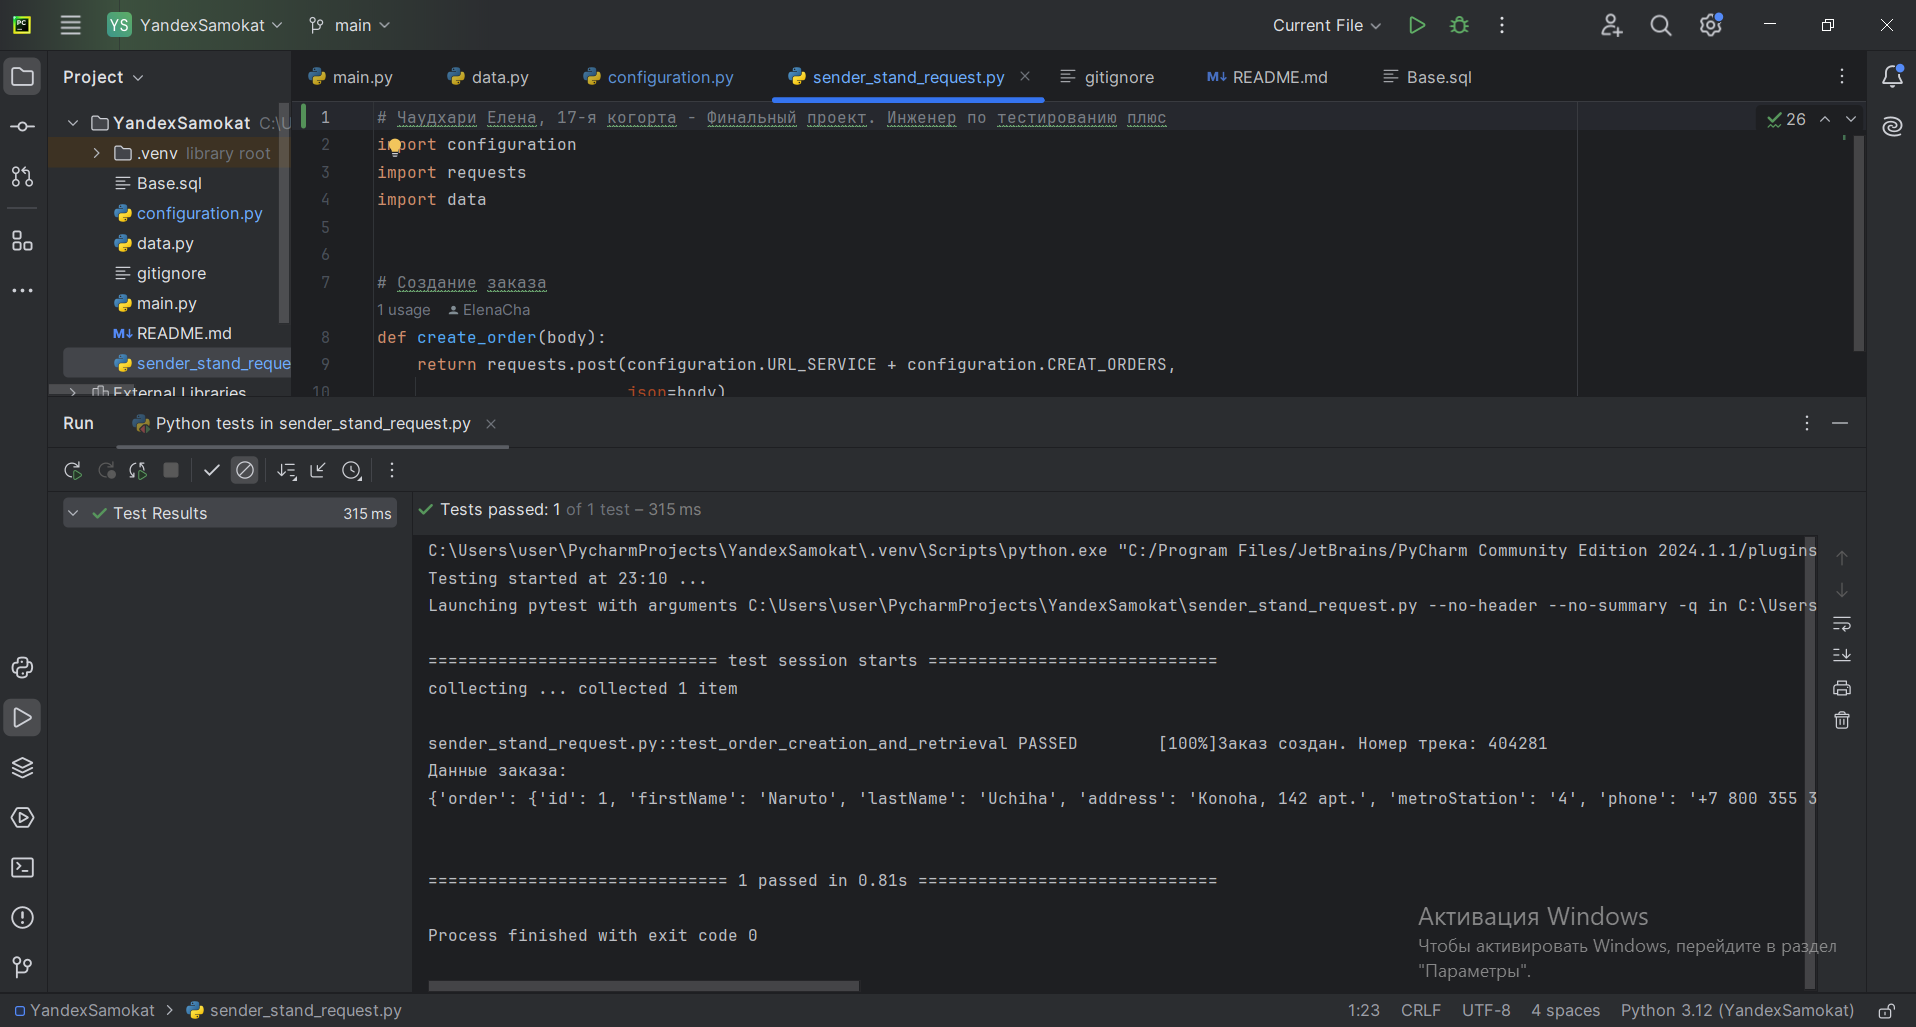 YS YandexSamokat main Current File
Project
main.py data.py configuration.py sender_stand_request.py gitignore M↓ README.md Base.sql
YandexSamokat C:\U
.venv library root
Base.sql
configuration.py
data.py
gitignore
main.py
M↓ README.md
sender_stand_reque
External Libraries
1 # Чаудхари Елена, 17-я когорта - Финальный проект. Инженер по тестированию плюс
26
2 import configuration
3 import requests
4 import data
5
6
7 # Создание заказа
1 usage ElenaCha
8 def create_order(body):
9 return requests.post(configuration.URL_SERVICE + configuration.CREAT_ORDERS,
10 json=body)
Run Python tests in sender_stand_request.py
Test Results 315 ms
Tests passed: 1 of 1 test – 315 ms
C:\Users\user\PycharmProjects\YandexSamokat\.venv\Scripts\python.exe "C:/Program Files/JetBrains/PyCharm Community Edition 2024.1.1/plugins
Testing started at 23:10 ...
Launching pytest with arguments C:\Users\user\PycharmProjects\YandexSamokat\sender_stand_request.py --no-header --no-summary -q in C:\Users
============================= test session starts =============================
collecting ... collected 1 item
sender_stand_request.py::test_order_creation_and_retrieval PASSED [100%]Заказ создан. Номер трека: 404281
Данные заказа:
{'order': {'id': 1, 'firstName': 'Naruto', 'lastName': 'Uchiha', 'address': 'Konoha, 142 apt.', 'metroStation': '4', 'phone': '+7 800 355 3
============================== 1 passed in 0.81s ==============================
Process finished with exit code 0
Активация Windows
Чтобы активировать Windows, перейдите в раздел
"Параметры".
YandexSamokat > sender_stand_request.py 1:23 CRLF UTF-8 4 spaces Python 3.12 (YandexSamokat)